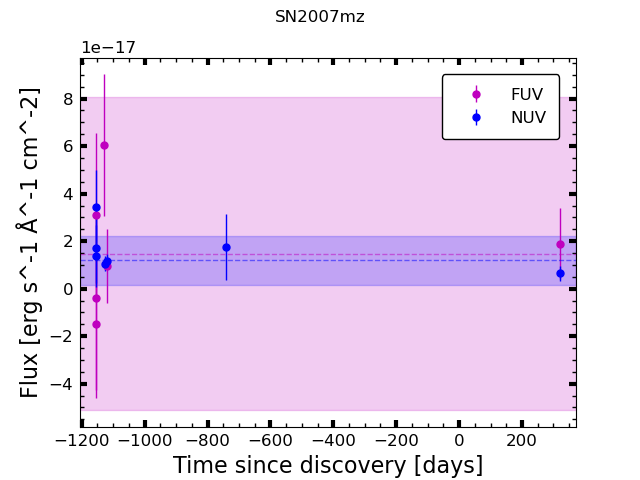 SN2007mz
1e−17
FUV
NUV
8
6
4
2
0
−2
−4
Flux [erg s^-1 Å^-1 cm^-2]
−1200 −1000 −800 −600 −400 −200 0 200
Time since discovery [days]